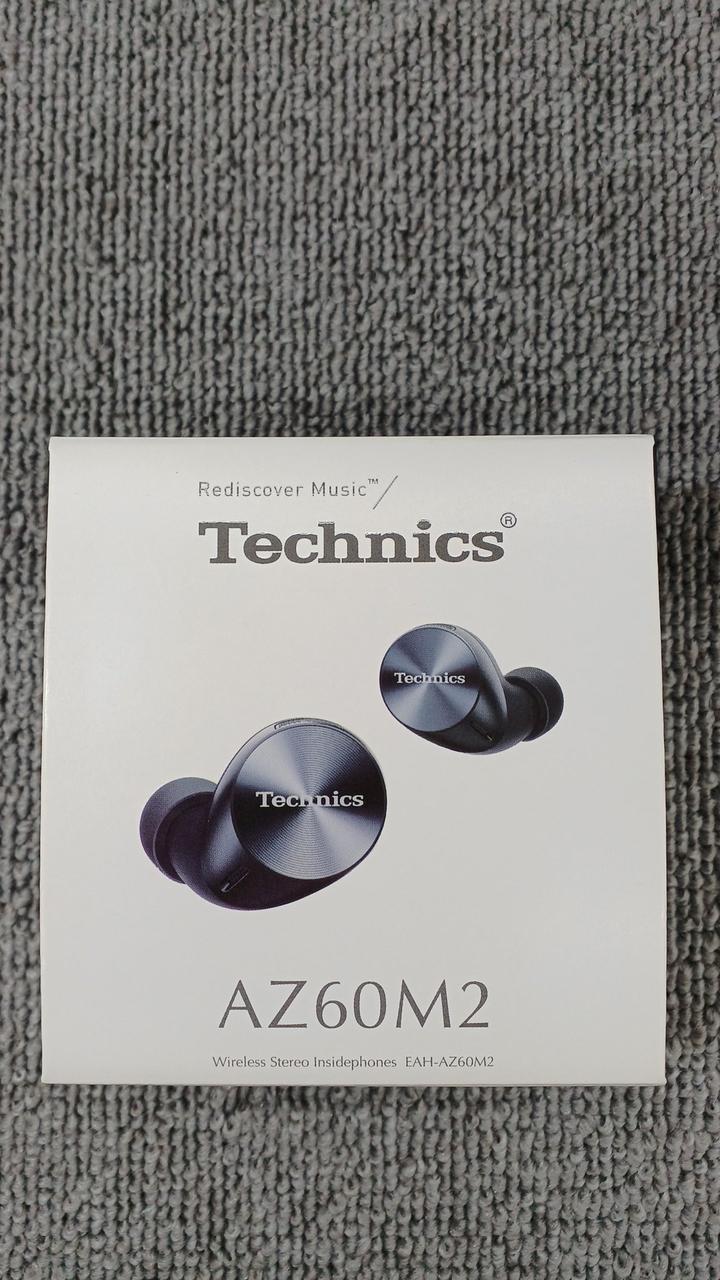 Rediscover Music™/
Technics®
Technics
Technics
AZ60M2
Wireless Stereo Insidephones EAH-AZ60M2